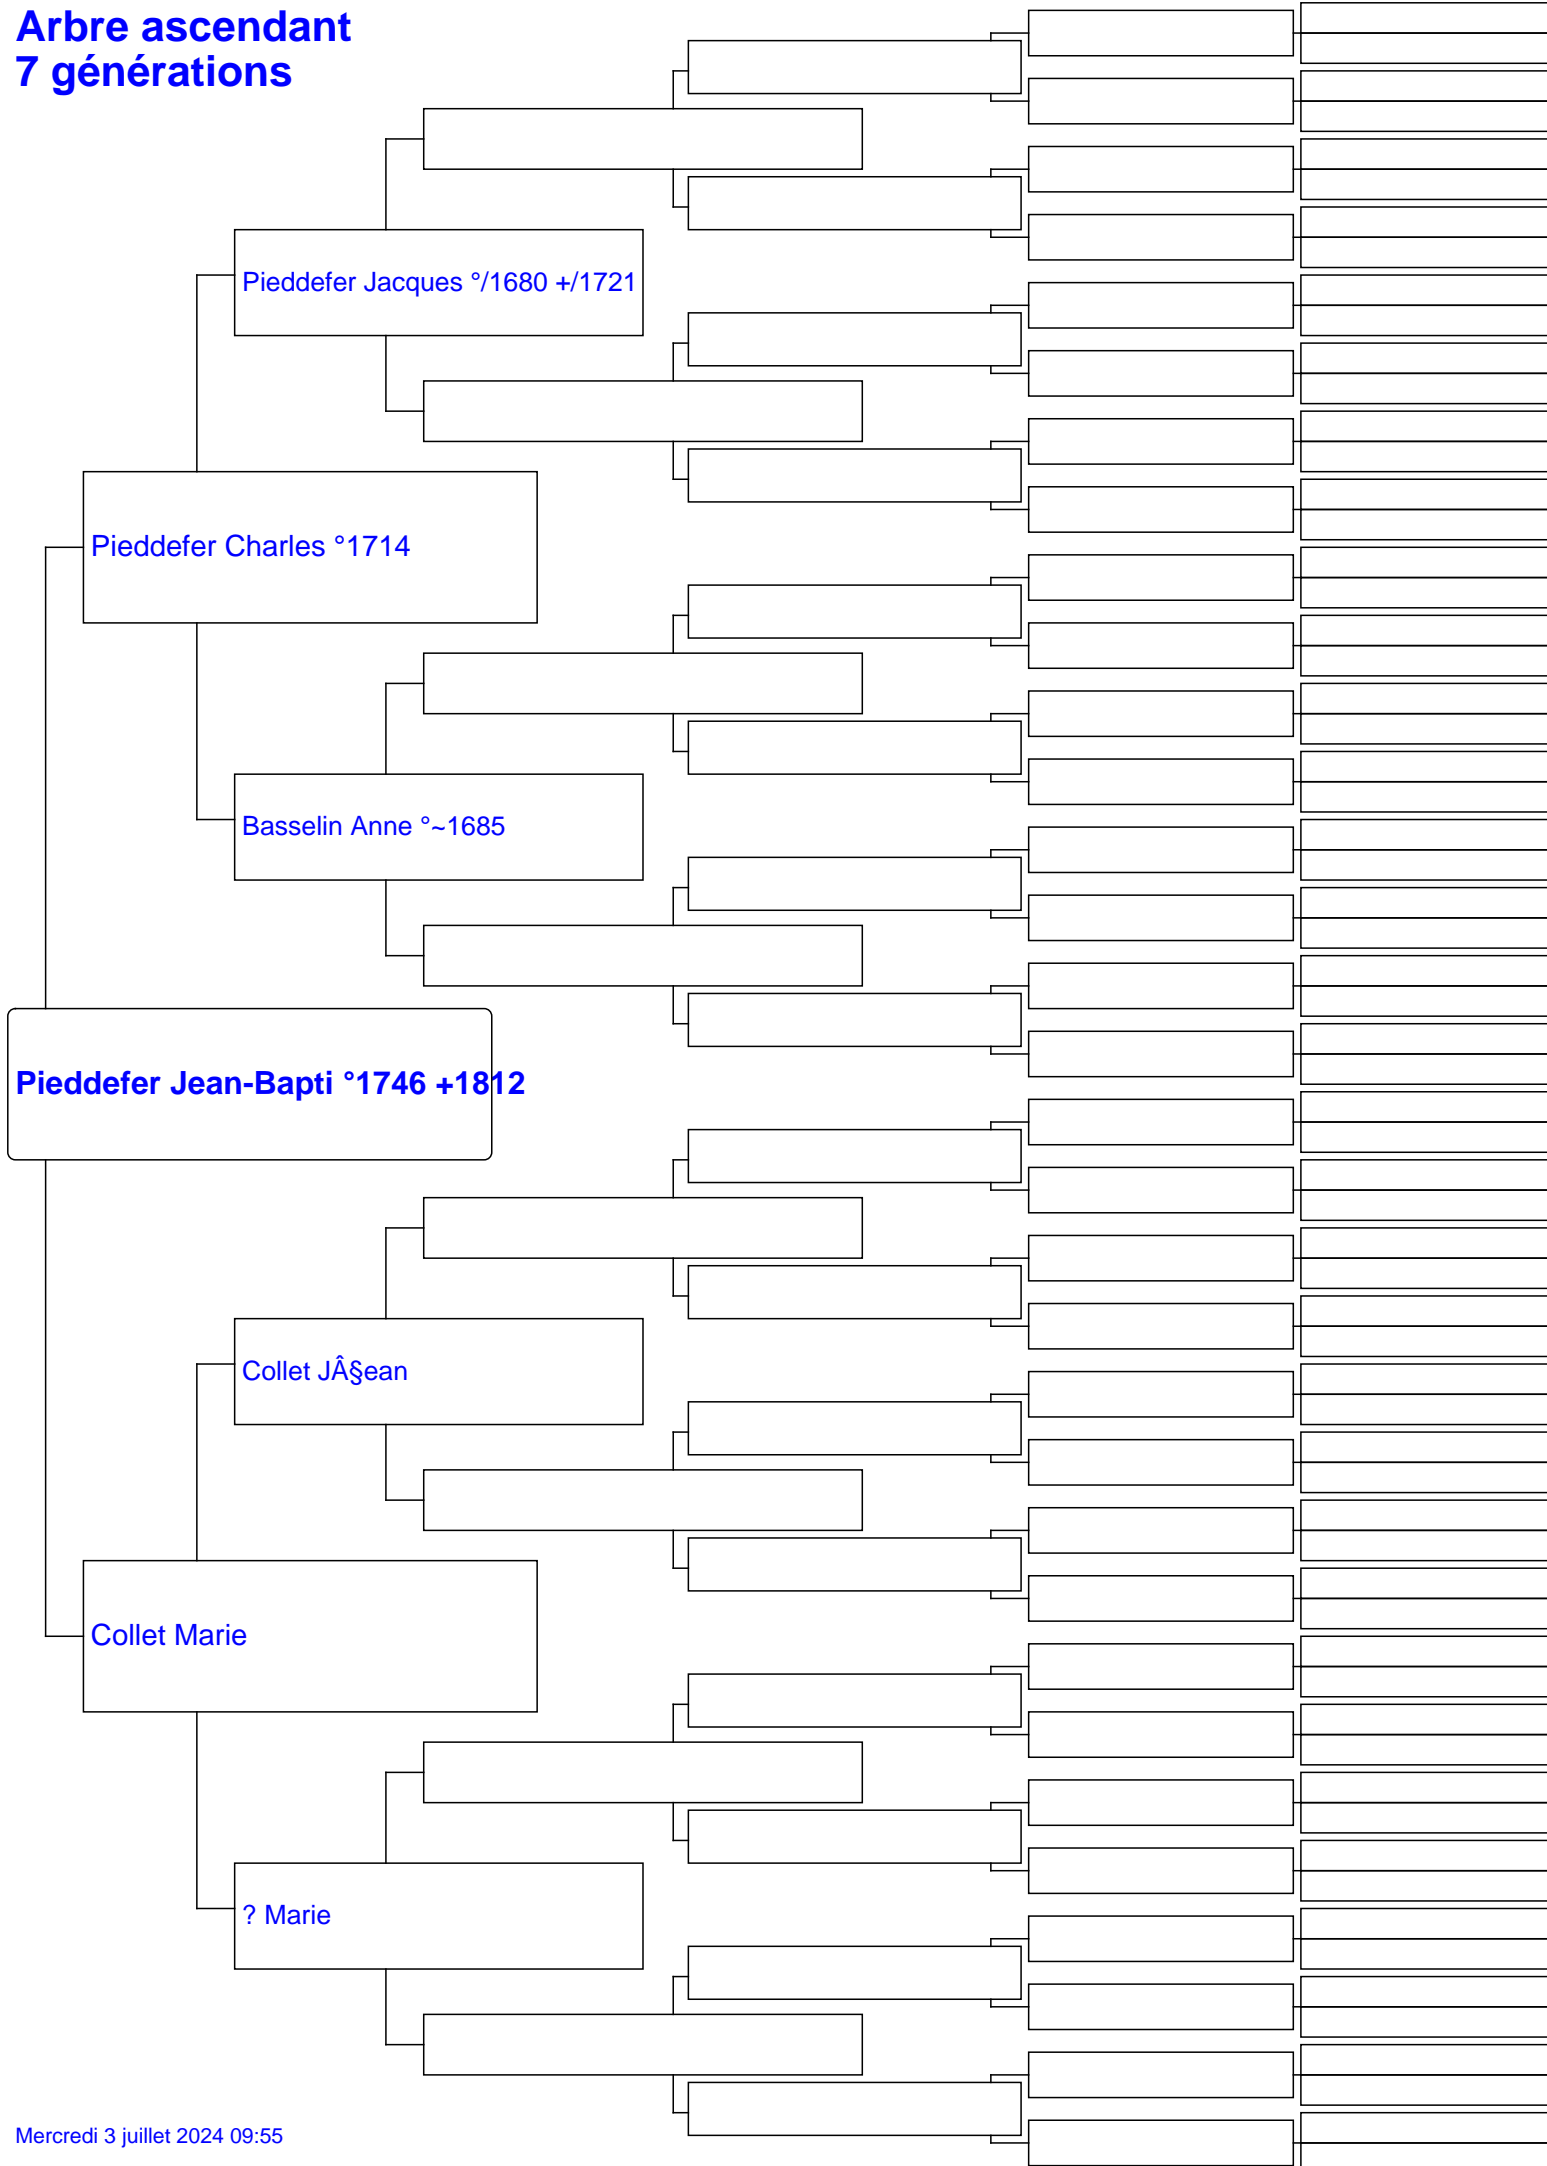 Arbre ascendant
7 générations
Pieddefer Jacques °/1680 +/1721
Pieddefer Charles °1714
Basselin Anne °~1685
Pieddefer Jean-Bapti °1746 +1812
Collet JÂ§ean
Collet Marie
? Marie
Mercredi 3 juillet 2024 09:55